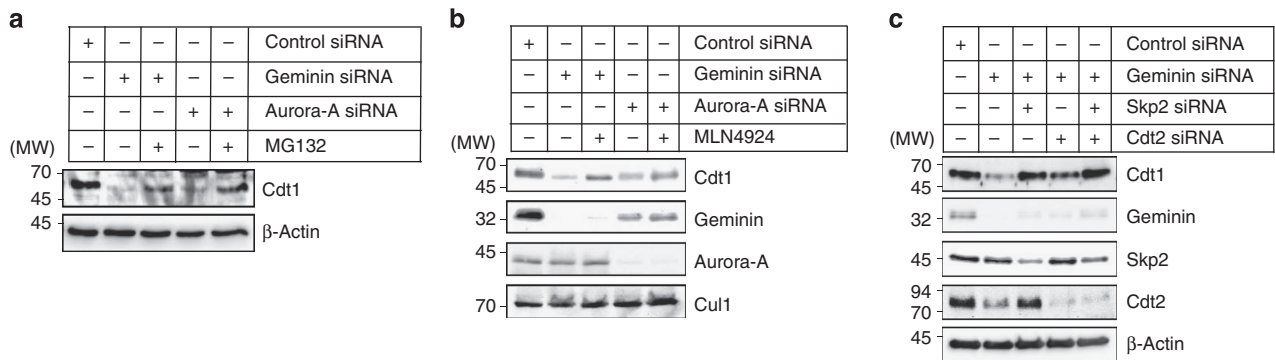 a
+ – – – – Control siRNA
– + + – – Geminin siRNA
– – – + + Aurora-A siRNA
(MW) – – + – + MG132
70
45
Cdt1
45
β-Actin
b
+ – – – – Control siRNA
– + + – – Geminin siRNA
– – – + + Aurora-A siRNA
(MW) – – + – + MLN4924
70
45
Cdt1
32
Geminin
45
Aurora-A
70
Cul1
c
+ – – – – Control siRNA
– + + + + Geminin siRNA
– – + – + Skp2 siRNA
(MW) – – – + + Cdt2 siRNA
70
45
Cdt1
32
Geminin
45
Skp2
94
70
Cdt2
45
β-Actin